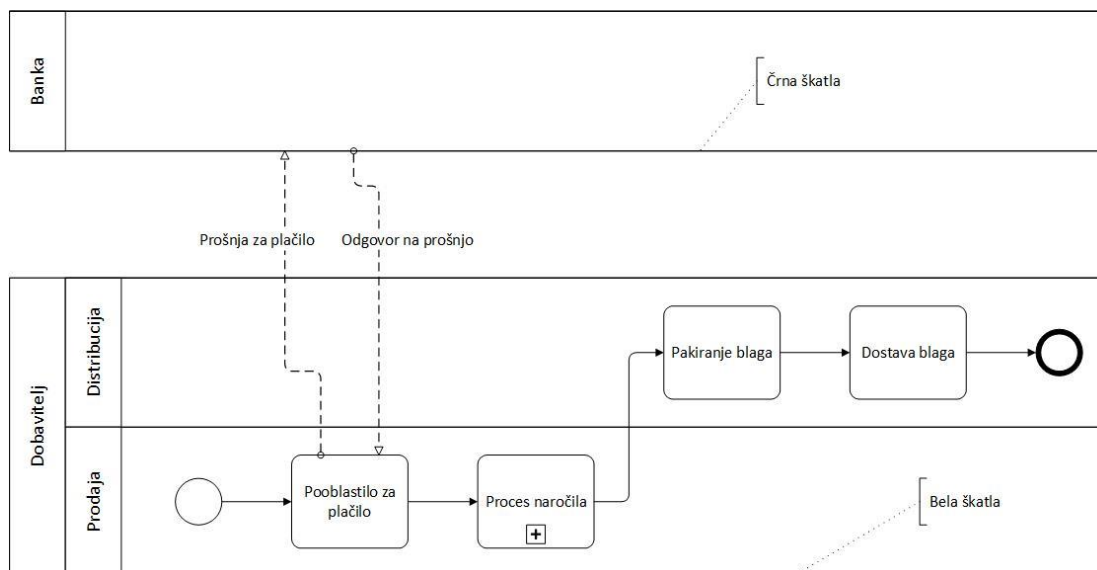 Banka
Črna škatla
Prošnja za plačilo
Odgovor na prošnjo
Dobavitelj
Distribucija
Pakiranje blaga
Dostava blaga
Prodaja
Pooblastilo za
plačilo
Proces naročila
Bela škatla